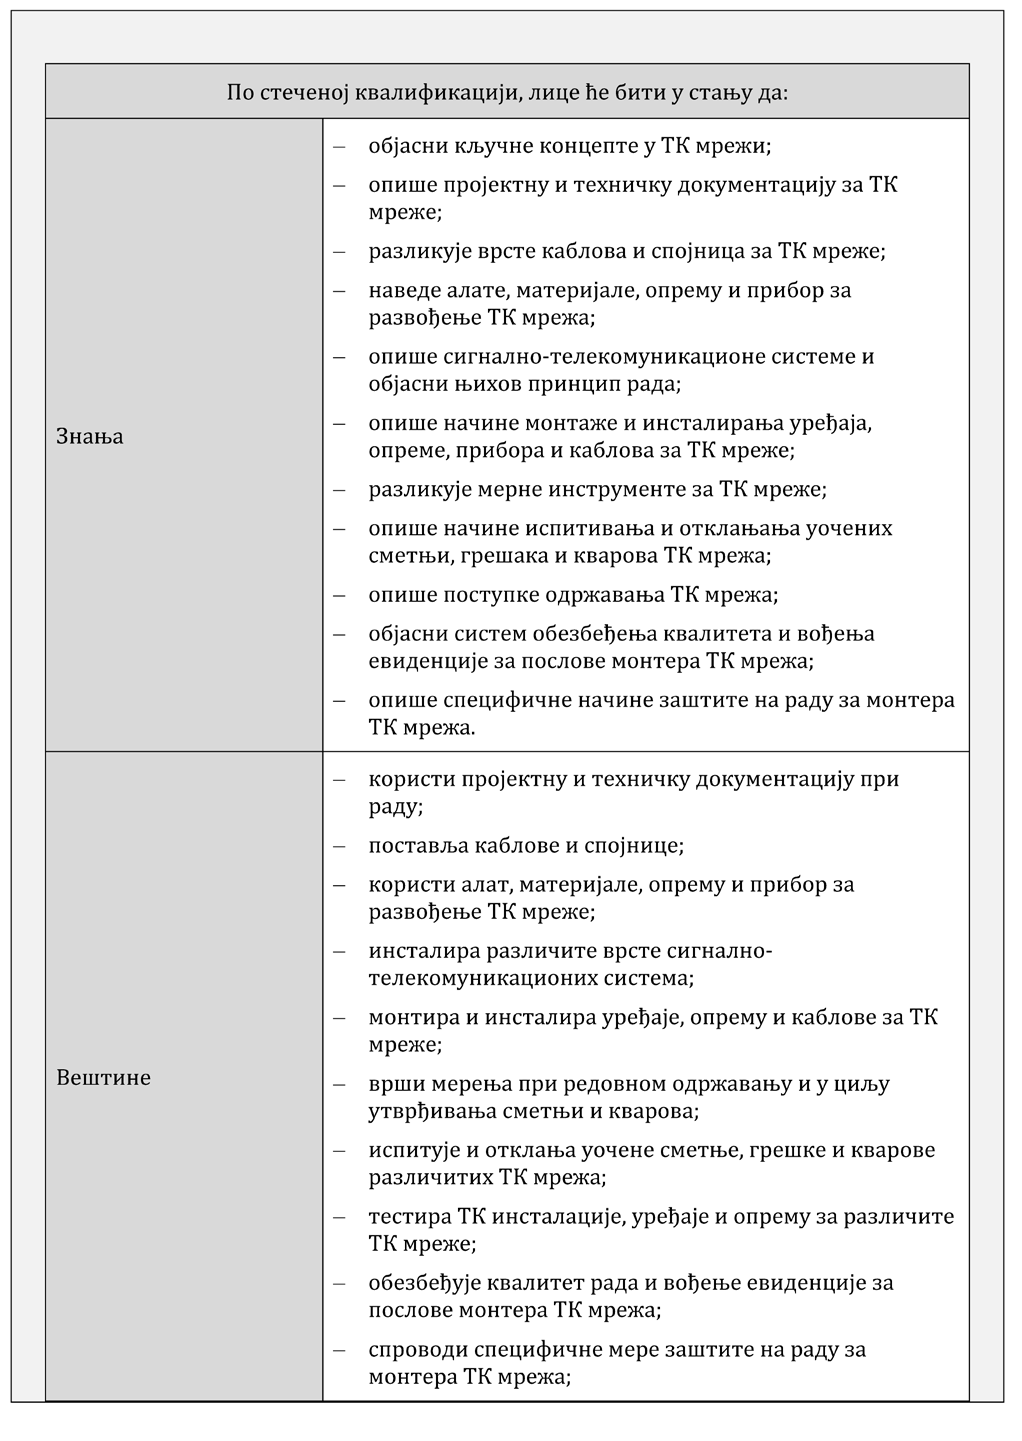 По стеченој квалификацији, лице ће бити у стању да:
Знања
– објасни кључне концепте у ТК мрежи;
– опише пројектну и техничку документацију за ТК
мреже;
– разликује врсте каблова и спојница за ТК мреже;
– наведе алате, материјале, опрему и прибор за
развођење ТК мрежа;
– опише сигнално-телекомуникационе системе и
објасни њихов принцип рада;
– опише начине монтаже и инсталирања уређаја,
опреме, прибора и каблова за ТК мреже;
– разликује мерне инструменте за ТК мреже;
– опише начине испитивања и отклањања уочених
сметњи, грешака и кварова ТК мрежа;
– опише поступке одржавања ТК мрежа;
– објасни систем обезбеђења квалитета и вођења
евиденције за послове монтера ТК мрежа;
– опише специфичне начине заштите на раду за монтера
ТК мрежа.
Вештине
– користи пројектну и техничку документацију при
раду;
– поставља каблове и спојнице;
– користи алат, материјале, опрему и прибор за
развођење ТК мреже;
– инсталира различите врсте сигнално-
телекомуникационих система;
– монтира и инсталира уређаје, опрему и каблове за ТК
мреже;
– врши мерења при редовном одржавању и у циљу
утврђивања сметњи и кварова;
– испитује и отклања уочене сметње, грешке и кварове
различитих ТК мрежа;
– тестира ТК инсталације, уређаје и опрему за различите
ТК мреже;
– обезбеђује квалитет рада и вођење евиденције за
послове монтера ТК мрежа;
– спроводи специфичне мере заштите на раду за
монтера ТК мрежа;